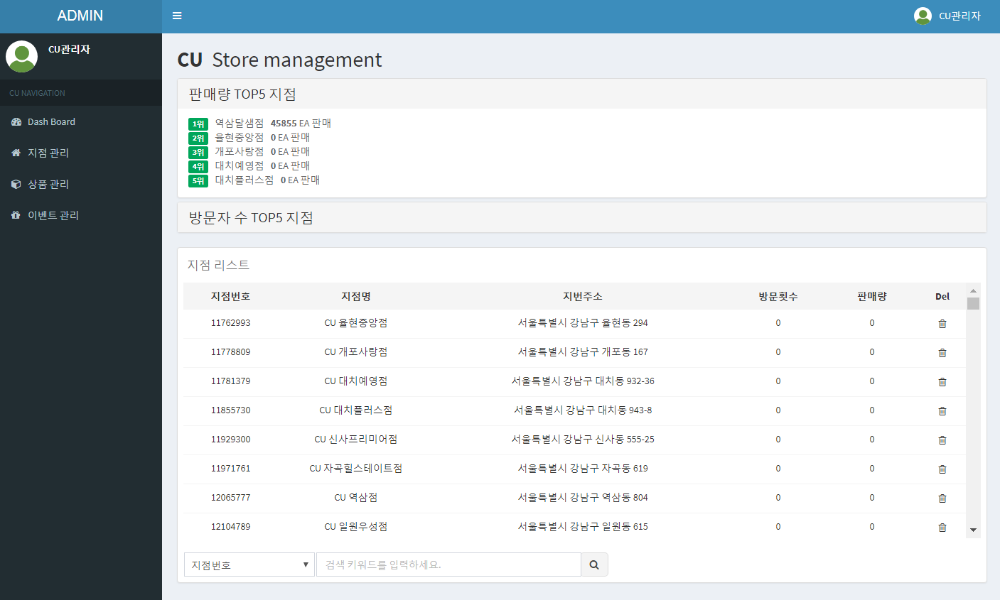 ADMIN
CU관리자
CU관리자
CU NAVIGATION
Dash Board
지점 관리
상품 관리
이벤트 관리
CU Store management
판매량 TOP5 지점
1위 역삼달샘점 45855 EA 판매
2위 율현중앙점 0 EA 판매
3위 개포사랑점 0 EA 판매
4위 대치예영점 0 EA 판매
5위 대치플러스점 0 EA 판매
방문자 수 TOP5 지점
지점 리스트
지점번호 지점명 지번주소 방문횟수 판매량 Del
11762993 CU 율현중앙점 서울특별시 강남구 율현동 294 0 0
11778809 CU 개포사랑점 서울특별시 강남구 개포동 167 0 0
11781379 CU 대치예영점 서울특별시 강남구 대치동 932-36 0 0
11855730 CU 대치플러스점 서울특별시 강남구 대치동 943-8 0 0
11929300 CU 신사프리미어점 서울특별시 강남구 신사동 555-25 0 0
11971761 CU 자곡힐스테이트점 서울특별시 강남구 자곡동 619 0 0
12065777 CU 역삼점 서울특별시 강남구 역삼동 804 0 0
12104789 CU 일원우성점 서울특별시 강남구 일원동 615 0 0
지점번호 검색 키워드를 입력하세요.